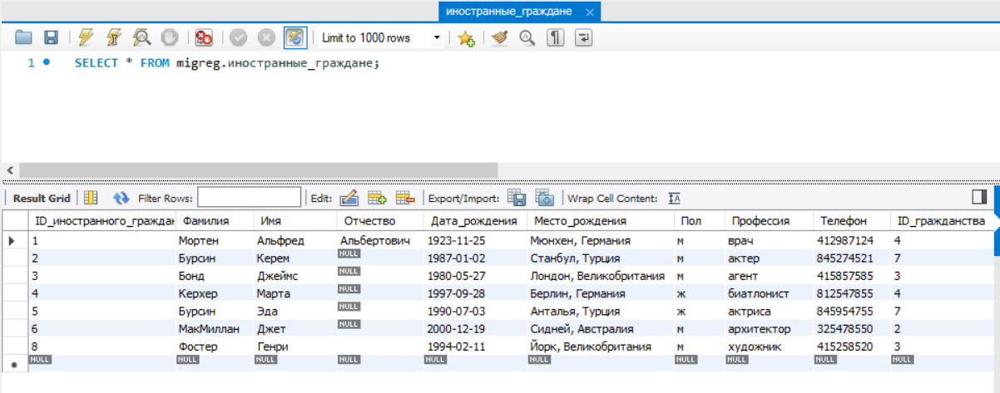 иностранные_граждане
Limit to 1000 rows
1 SELECT * FROM migreg.иностранные_граждане;
Result Grid Filter Rows: Edit: Export/Import: Wrap Cell Content:
ID_иностранного_граждан Фамилия Имя Отчество Дата_рождения Место_рождения Пол Профессия Телефон ID_гражданства
1 Мортен Альфред Альбертович 1923-11-25 Мюнхен, Германия м врач 412987124 4
2 Бурсин Керем NULL 1987-01-02 Станбул, Турция м актер 845274521 7
3 Бонд Джеймс NULL 1980-05-27 Лондон, Великобритания м агент 415857585 3
4 Керхер Марта NULL 1997-09-28 Берлин, Германия ж биатлонист 812547855 4
5 Бурсин Эда NULL 1990-07-03 Анталья, Турция ж актриса 845954755 7
6 МакМиллан Джет NULL 2000-12-19 Сидней, Австралия м архитектор 325478550 2
8 Фостер Генри 1994-02-11 Йорк, Великобритания м художник 415258520 3
NULL NULL NULL NULL NULL NULL NULL NULL NULL NULL